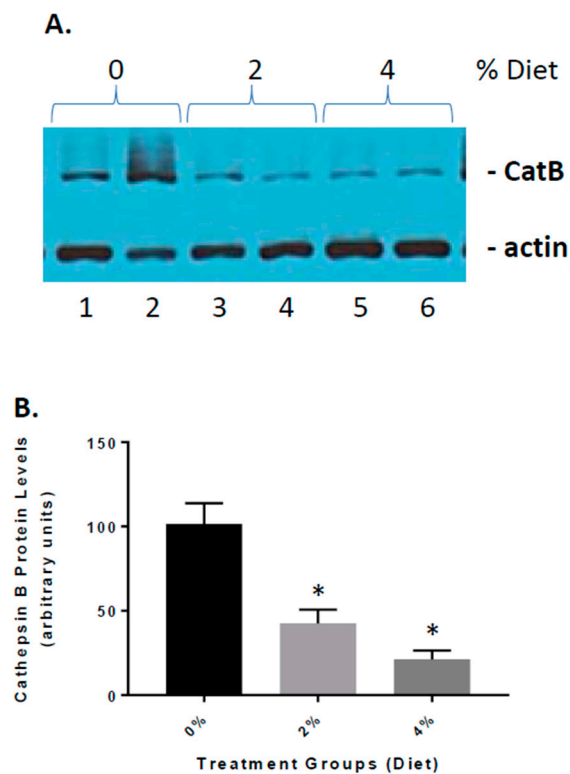 A.
0 2 4 % Diet
- CatB
- actin
1 2 3 4 5 6
B.
Cathepsin B Protein Levels
(arbitrary units)
150
100
50
0
* *
0% 2% 4%
Treatment Groups (Diet)